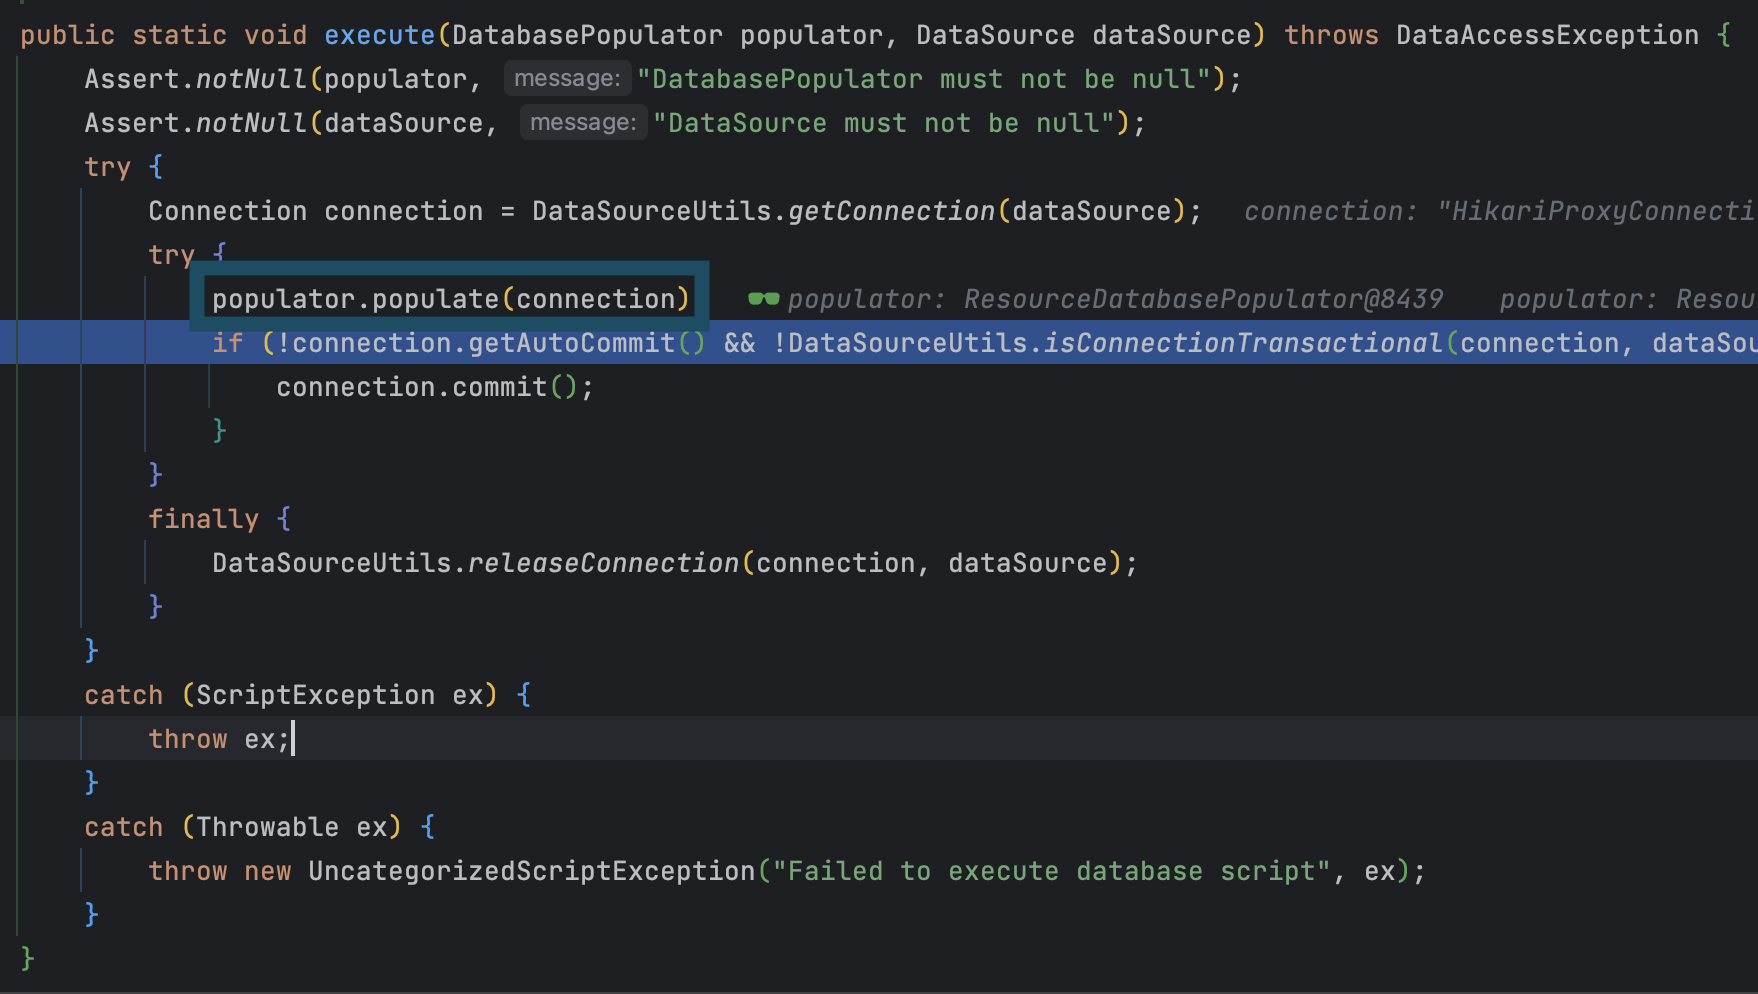 public static void execute(DatabasePopulator populator, DataSource dataSource) throws DataAccessException {
Assert.notNull(populator, message: "DatabasePopulator must not be null");
Assert.notNull(dataSource, message: "DataSource must not be null");
try {
Connection connection = DataSourceUtils.getConnection(dataSource); connection: "HikariProxyConnecti
try {
populator.populate(connection) populator: ResourceDatabasePopulator@8439 populator: Resou
if (!connection.getAutoCommit() && !DataSourceUtils.isConnectionTransactional(connection, dataSou
connection.commit();
}
}
finally {
DataSourceUtils.releaseConnection(connection, dataSource);
}
}
catch (ScriptException ex) {
throw ex;
}
catch (Throwable ex) {
throw new UncategorizedScriptException("Failed to execute database script", ex);
}
}